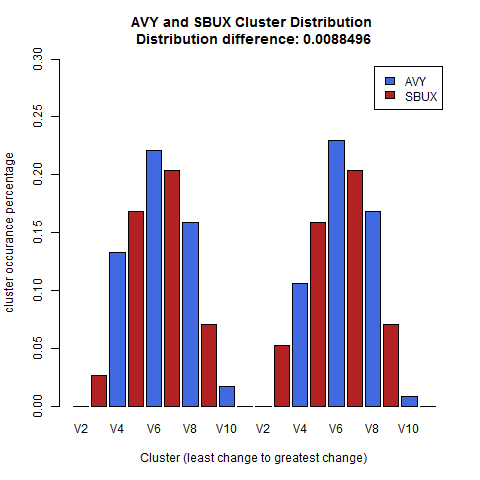 AVY and SBUX Cluster Distribution
Distribution difference: 0.0088496
AVY
SBUX
cluster occurance percentage
0.30
0.25
0.20
0.15
0.10
0.05
0.00
V2 V4 V6 V8 V10 V2 V4 V6 V8 V10
Cluster (least change to greatest change)